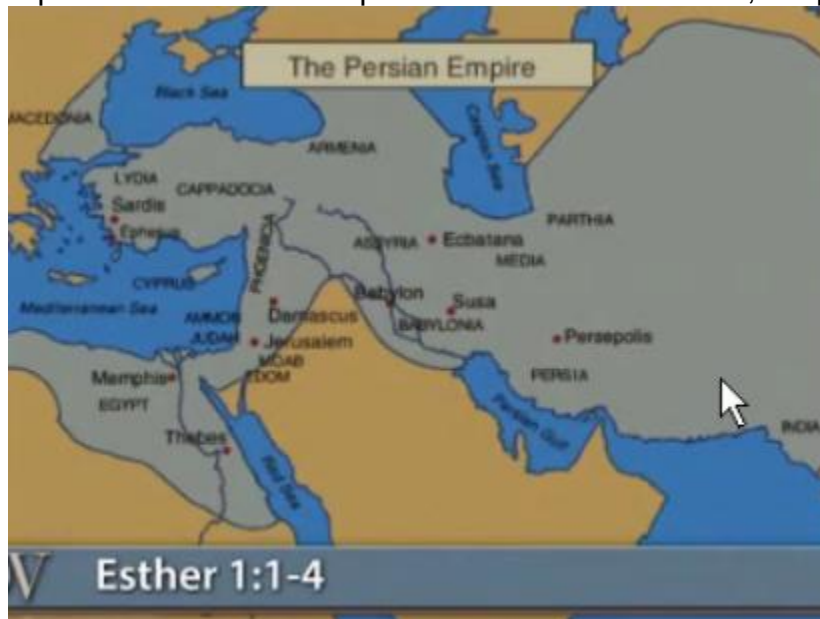 The Persian Empire
Black Sea
MACEDONIA
ARMENIA
Caspian Sea
LYDIA
CAPPADOCIA
Sardis
PARTHIA
Ephesus
PHOENICIA
ASSYRIA
Ecbatana
MEDIA
CYPRUS
Babylon
Susa
Mediterranean Sea
AMMON
Damascus
BABYLONIA
JUDAH
Jerusalem
Persepolis
MOAB
Memphis
EDOM
PERSIA
EGYPT
Persian Gulf
INDIA
Thebes
Red Sea
Esther 1:1-4